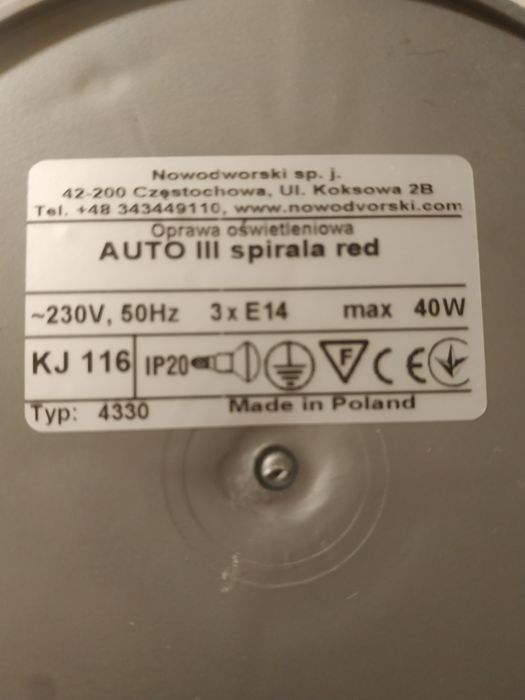 Nowodworski sp. j.
42-200 Częstochowa, Ul. Koksowa 2B
Tel. +48 343449110, www.nowodvorski.com
Oprawa oświetleniowa
AUTO III spirala red
~230V, 50Hz 3 x E14 max 40W
KJ 116 IP20 F CE
Typ: 4330 Made in Poland